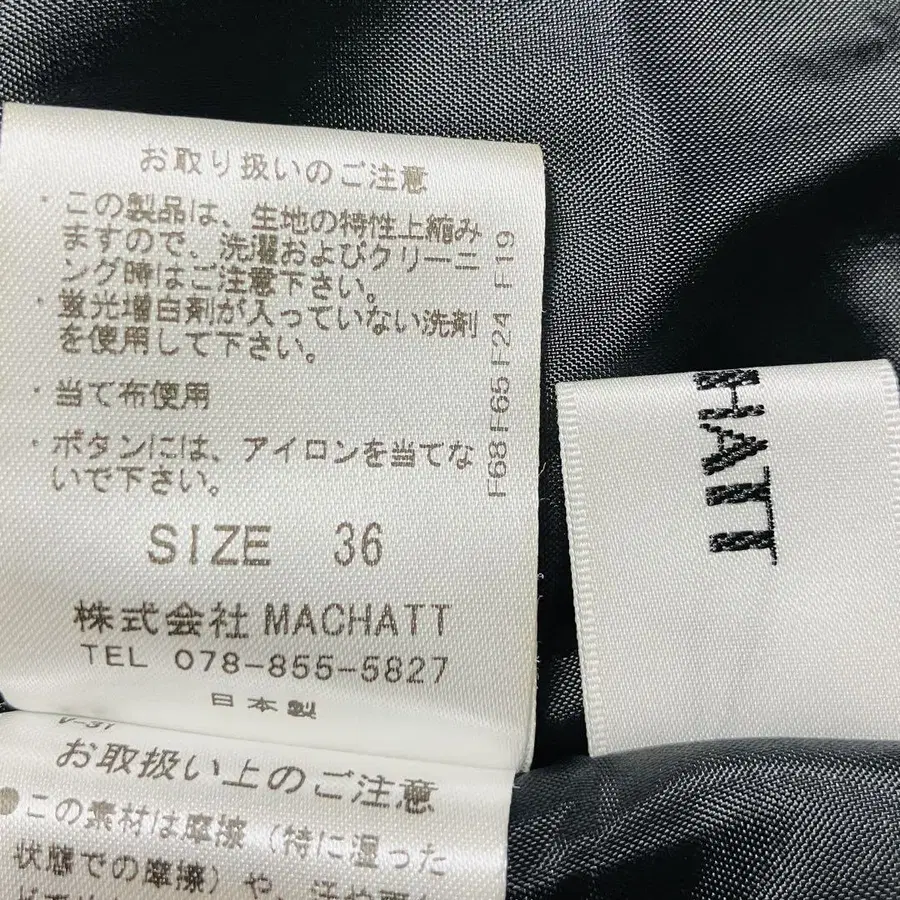 お取り扱いのご注意
・この製品は、生地の特性上縮み
ますので、洗濯およびクリーニ
ング時はご注意下さい。
・蛍光増白剤が入っていない洗剤
を使用して下さい。
・当て布使用
・ボタンには、アイロンを当てな
いで下さい。
F68 F65 F24 F19
SIZE 36
株式会社 MACHATT
TEL 078-855-5827
日本製
V-31
お取扱い上のご注意
●この素材は摩擦(特に湿った
状態での摩擦)や、
HATT